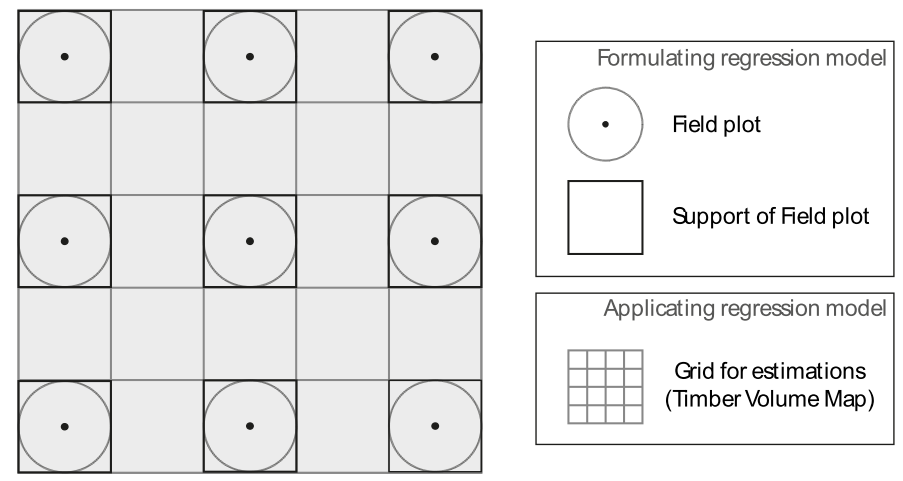 Formulating regression model
Field plot
Support of Field plot
Applicating regression model
Grid for estimations
(Timber Volume Map)